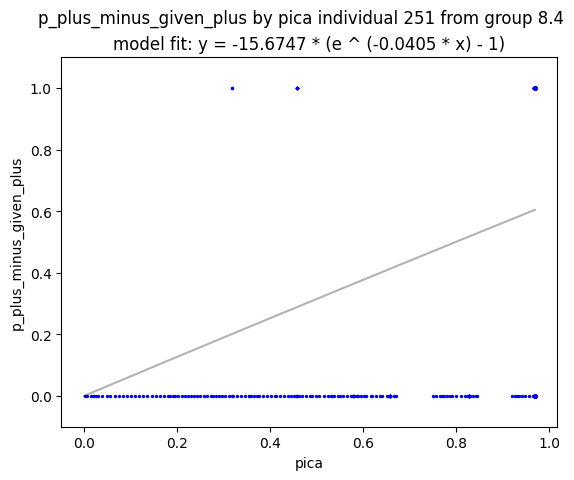 p_plus_minus_given_plus by pica individual 251 from group 8.4
model fit: y = -15.6747 * (e ^ (-0.0405 * x) - 1)
1.0
0.8
0.6
0.4
0.2
0.0
p_plus_minus_given_plus
0.0 0.2 0.4 0.6 0.8 1.0
pica